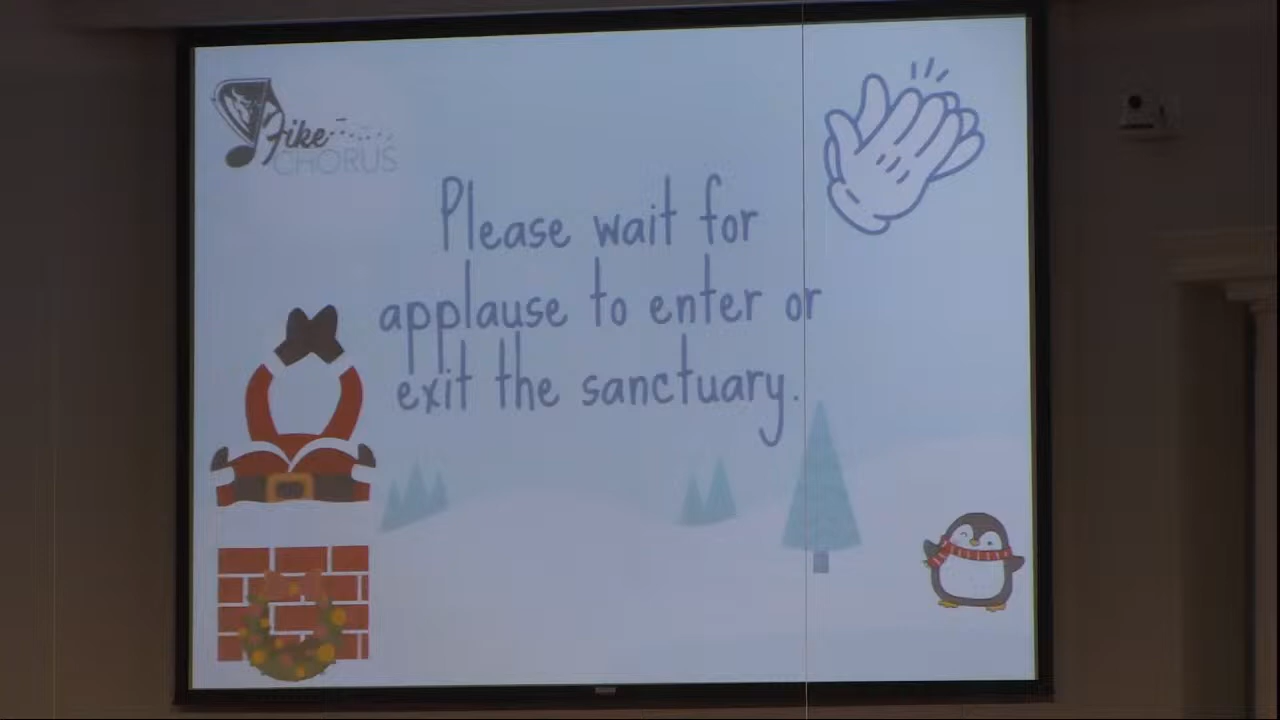 Fike
CHORUS
Please wait for
applause to enter or
exit the sanctuary.